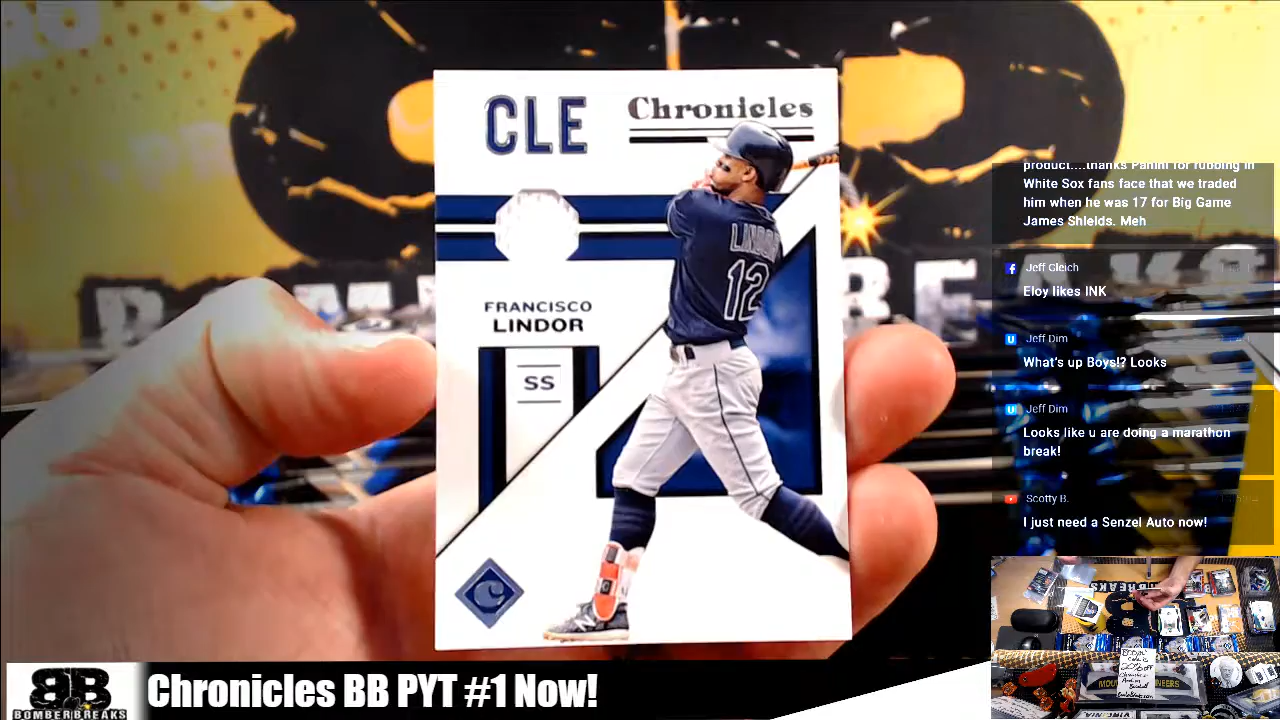 CLE
Chronicles
LINDOR
12
FRANCISCO
LINDOR
SS
product....thanks Panini for rubbing in
White Sox fans face that we traded
him when he was 17 for Big Game
James Shields. Meh
Jeff Gleich
Eloy likes INK
Jeff Dim
What's up Boys!? Looks
Jeff Dim
Looks like u are doing a marathon
break!
Scotty B.
I just need a Senzel Auto now!
BB
BOMBERBREAKS
Chronicles BB PYT #1 Now!